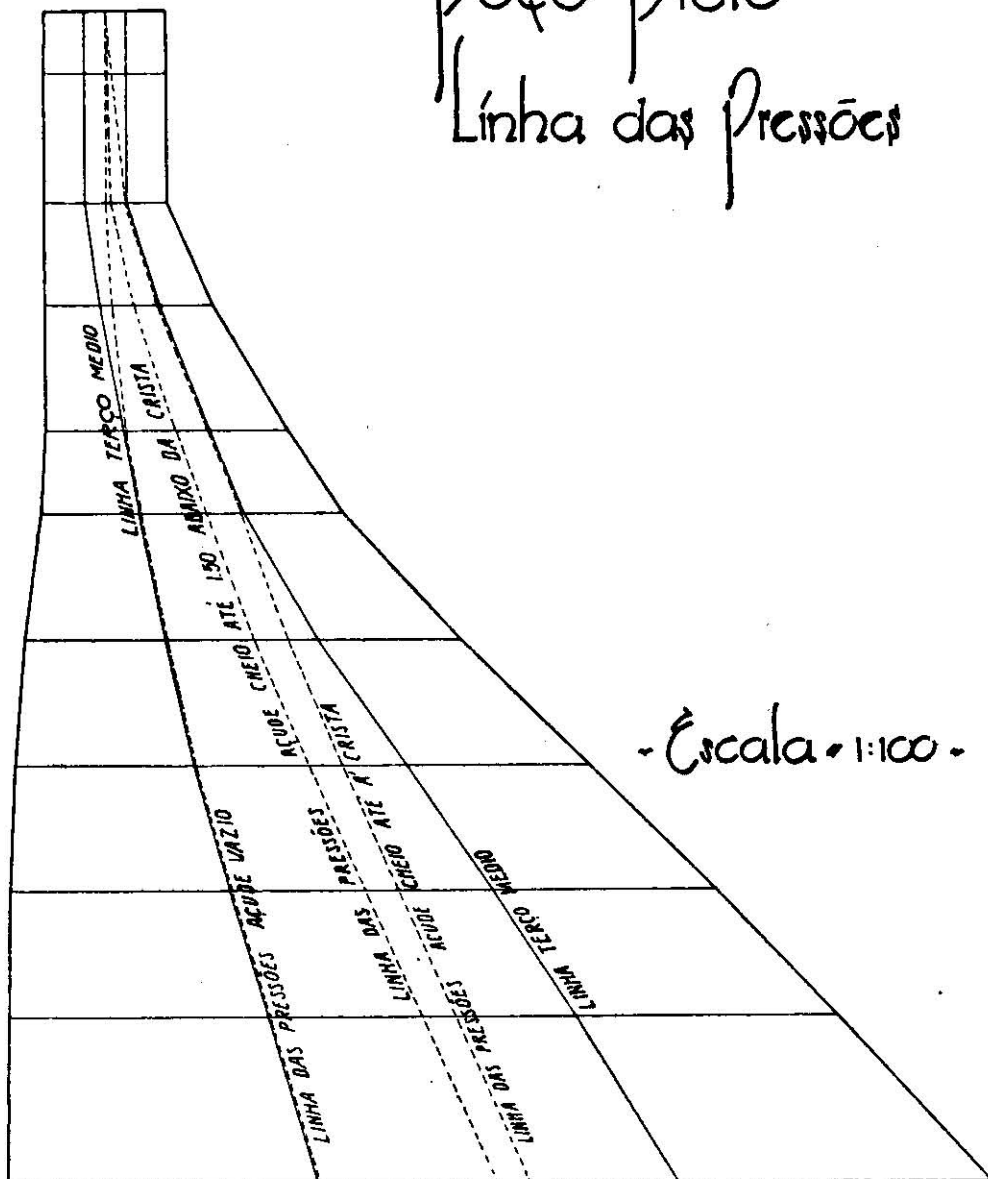 Linha das Pressões
LINHA TERÇO MEDIO
AÇUDE CHEIO ATÉ 1.50 ABAIXO DA CRISTA
LINHA DAS PRESSÕES
- Escala • 1:100 -
LINHA DAS PRESSÕES AÇUDE VAZIO
LINHA DAS PRESSÕES AÇUDE CHEIO ATÉ A' CRISTA
LINHA TERÇO MEDIO